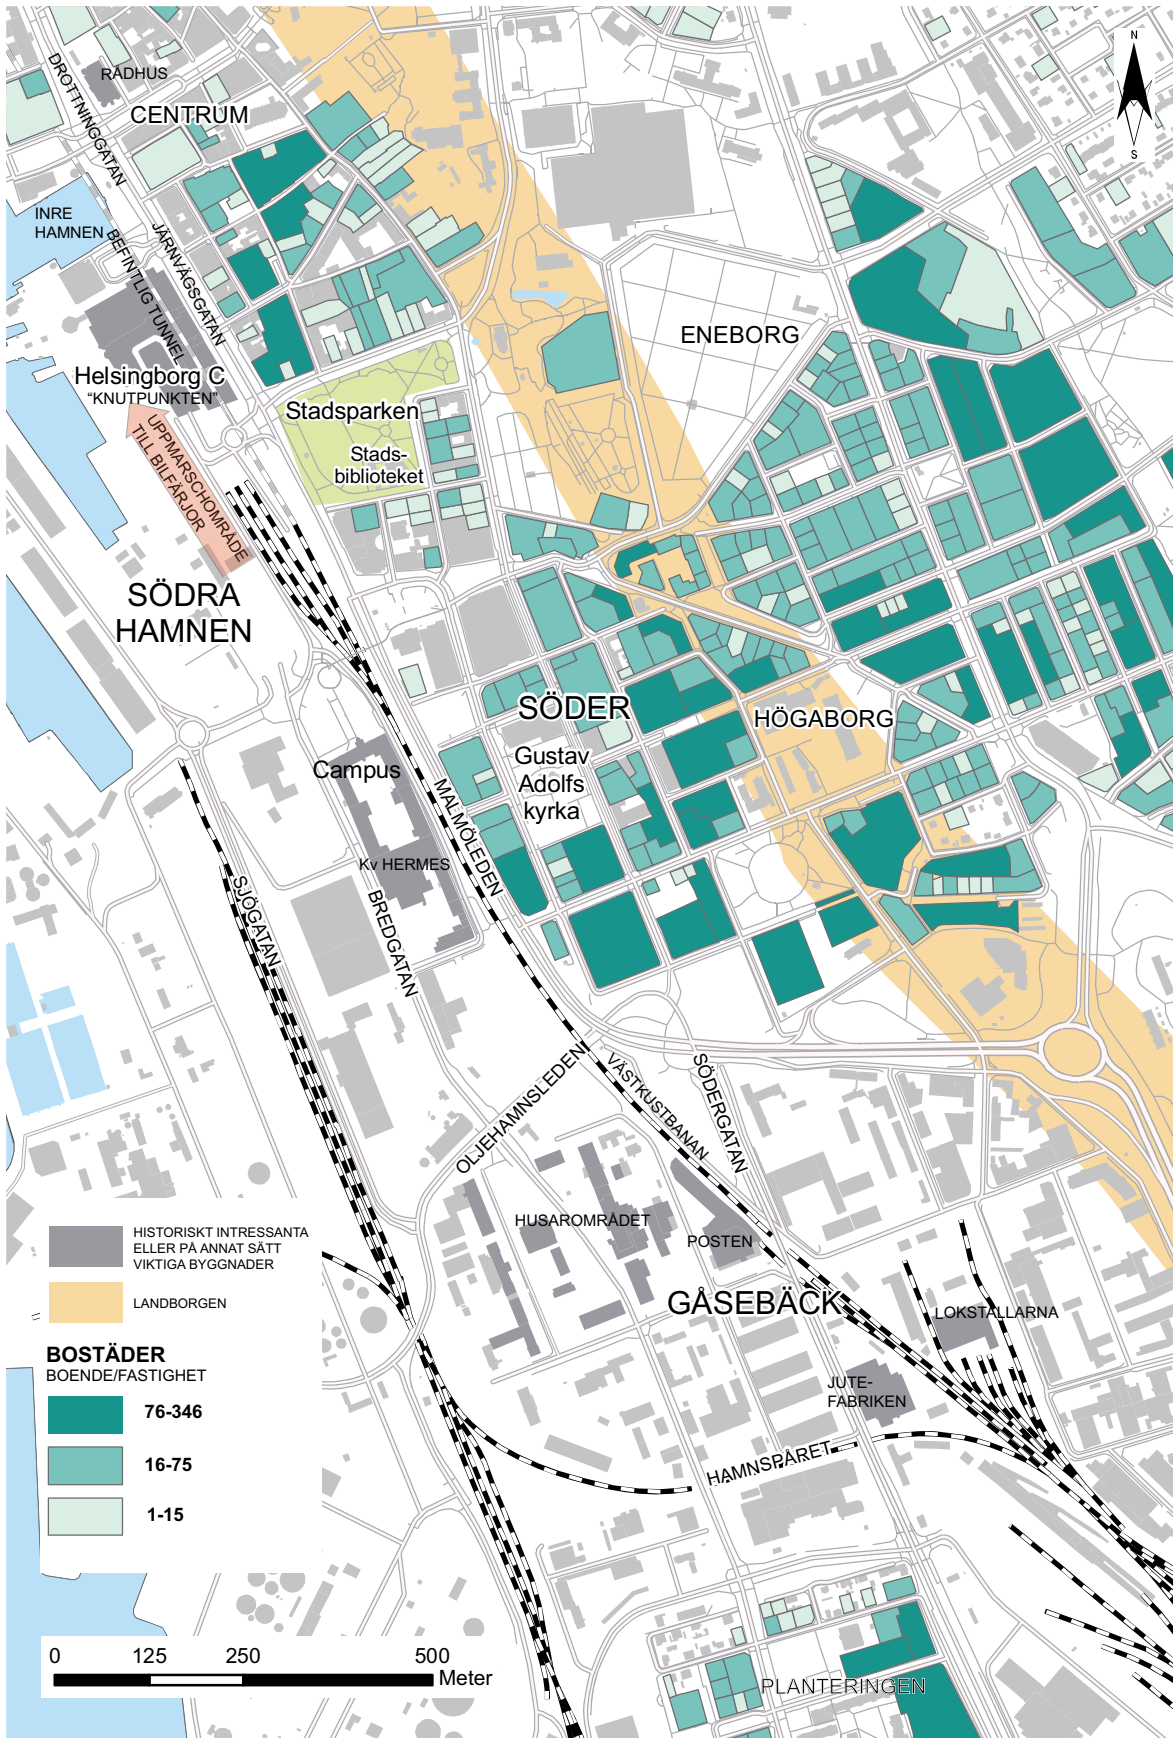 N
S
RÅDHUS
CENTRUM
DROTTNINGGATAN
INRE
HAMNEN
JÄRNVÄGSGATAN
BEFINTLIG TUNNEL
ENEBORG
Helsingborg C
“KNUTPUNKTEN”
Stadsparken
Stads-
biblioteket
UPPMARSCHOMRÅDE
TILL BILFÄRJOR
SÖDRA
HAMNEN
SÖDER
HÖGABORG
Gustav
Adolfs
kyrka
Campus
MALMÖLEDEN
Kv HERMES
SJÖGATAN
BREDGATAN
OLJEHAMNSLEDEN
VÄSTKUSTBANAN
SÖDERGATAN
HUSAROMRÅDET
POSTEN
GÅSEBÄCK
LOKSTALLARNA
JUTE-
FABRIKEN
HAMNSPÅRET
PLANTERINGEN
HISTORISKT INTRESSANTA
ELLER PÅ ANNAT SÄTT
VIKTIGA BYGGNADER
LANDBORGEN
BOSTÄDER
BOENDE/FASTIGHET
76-346
16-75
1-15
0 125 250 500
Meter